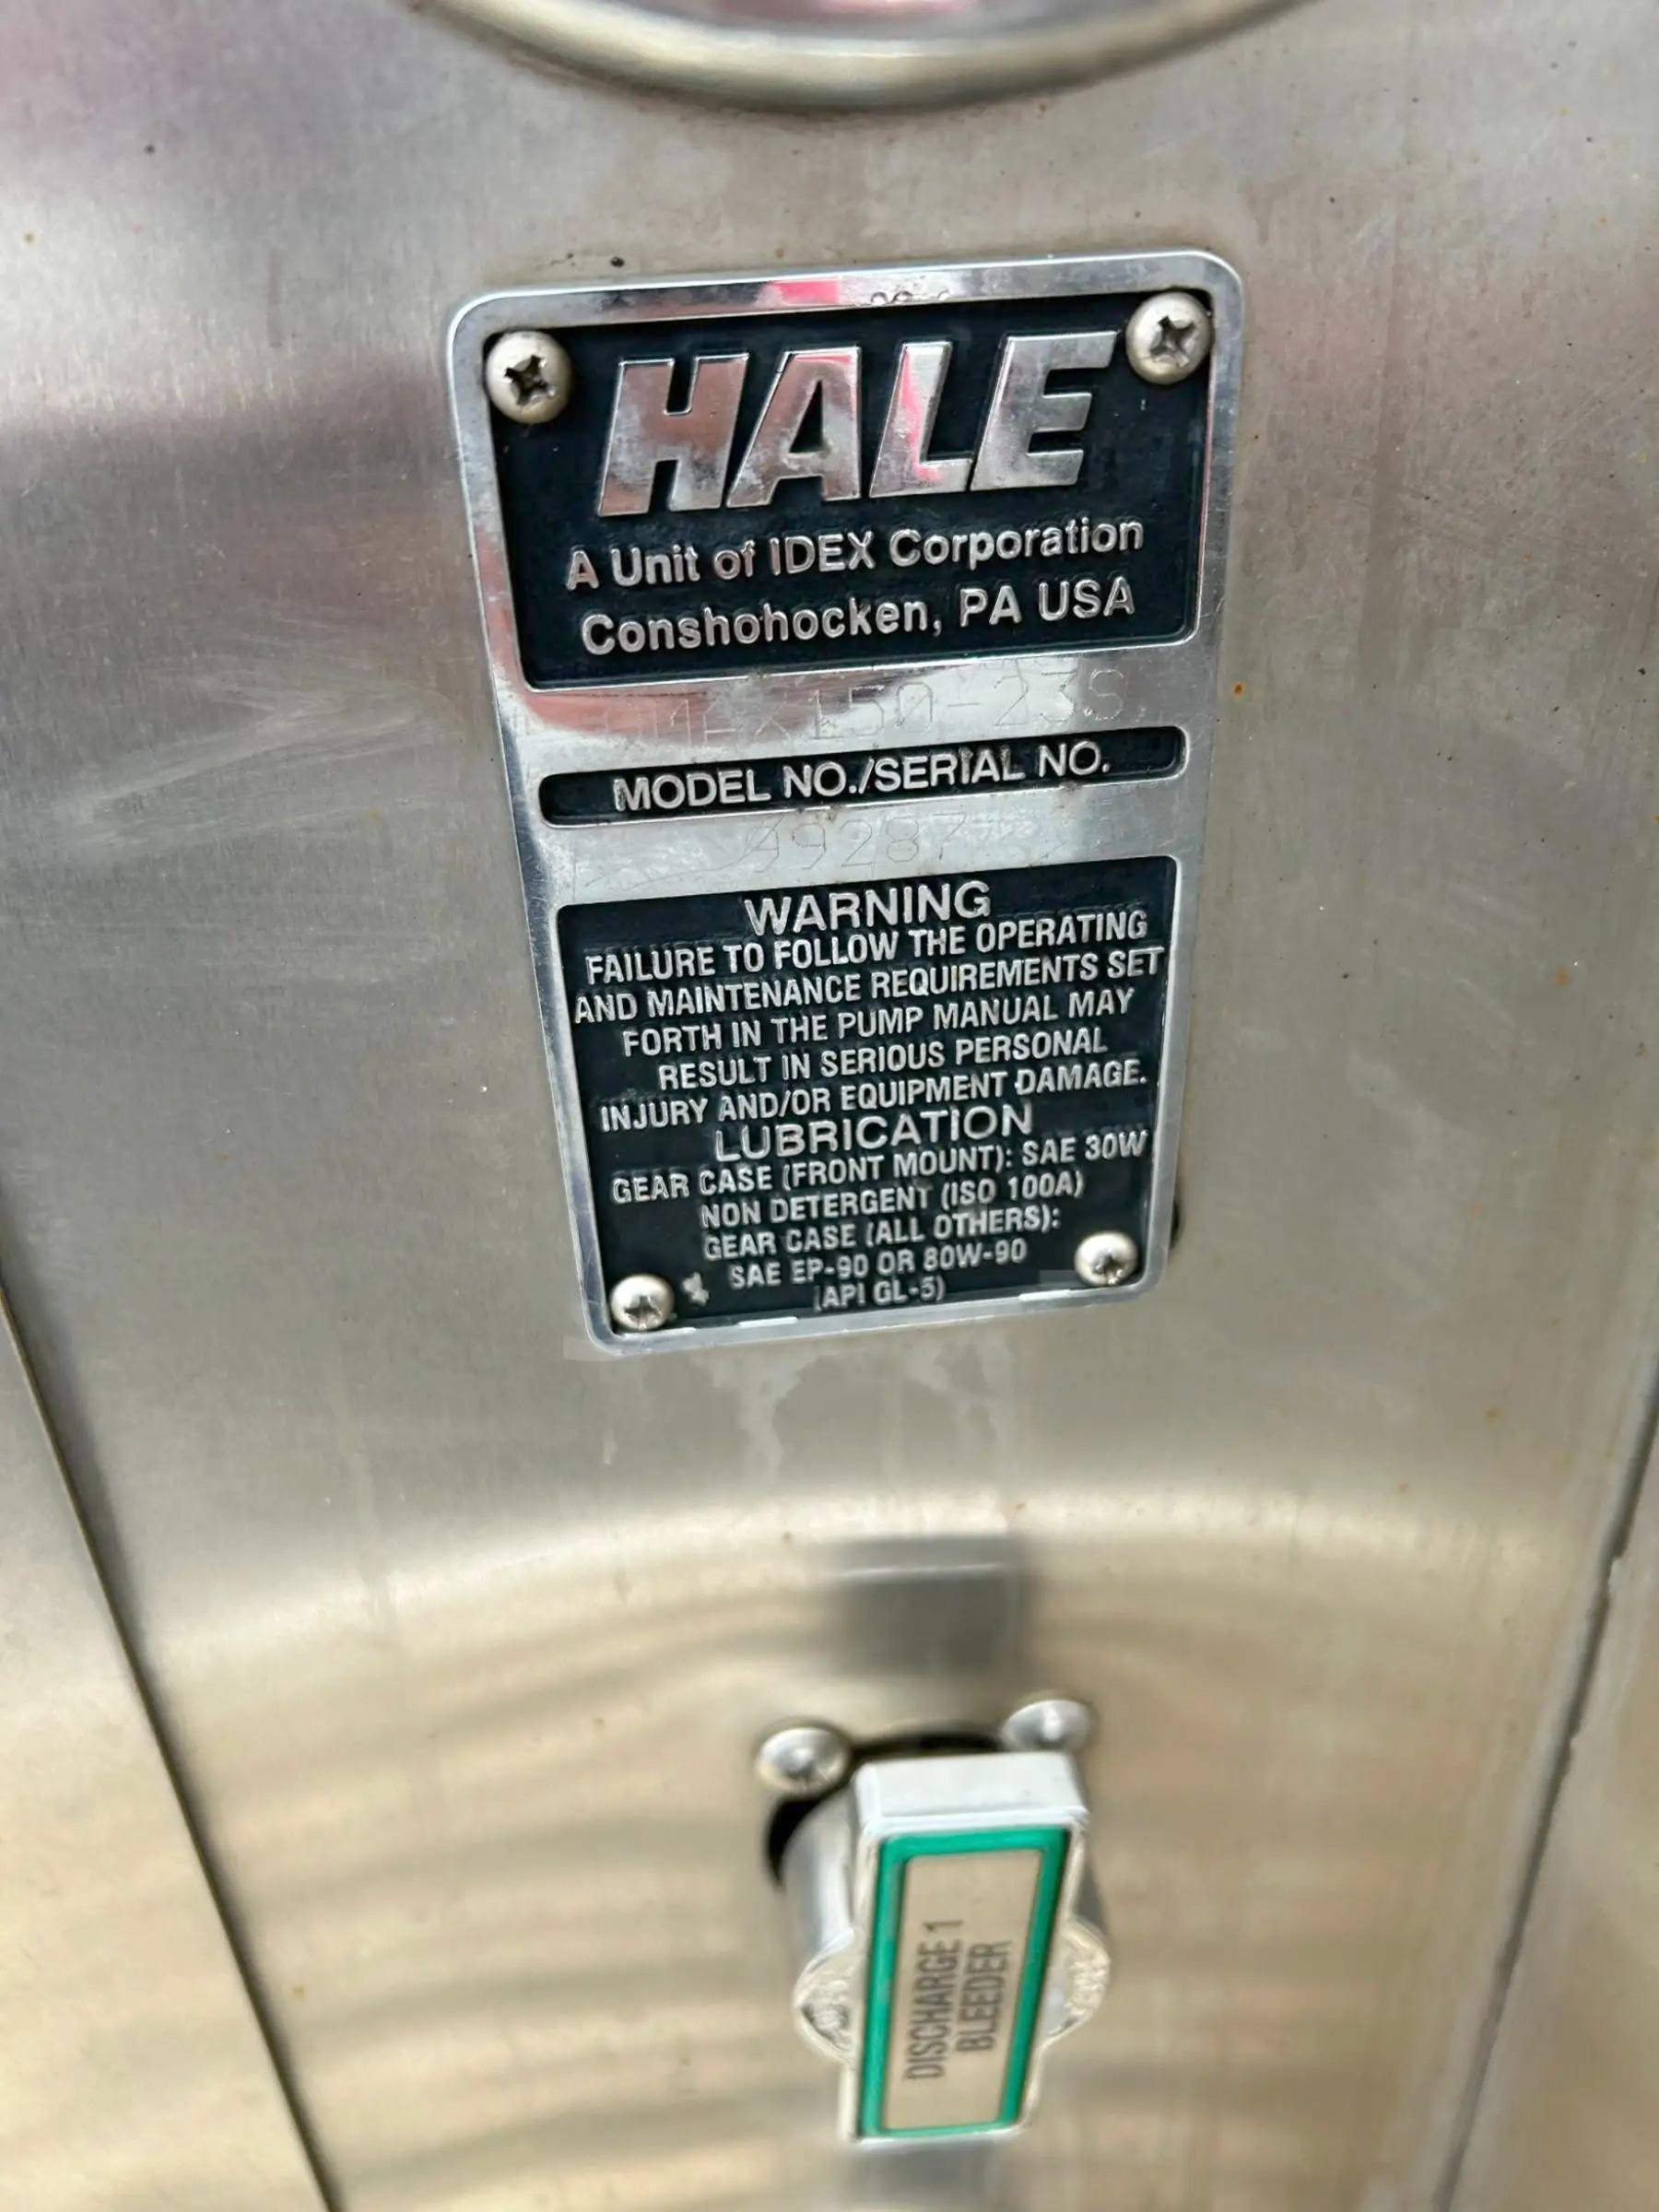 HALE
A Unit of IDEX Corporation
Conshohocken, PA USA
MODEL NO./SERIAL NO.
99287
WARNING
FAILURE TO FOLLOW THE OPERATING
AND MAINTENANCE REQUIREMENTS SET
FORTH IN THE PUMP MANUAL MAY
RESULT IN SERIOUS PERSONAL
INJURY AND/OR EQUIPMENT DAMAGE.
LUBRICATION
GEAR CASE (FRONT MOUNT): SAE 30W
NON DETERGENT (ISO 100A)
GEAR CASE (ALL OTHERS):
SAE EP-90 OR 80W-90
(API GL-5)
DISCHARGE 1
BLEEDER